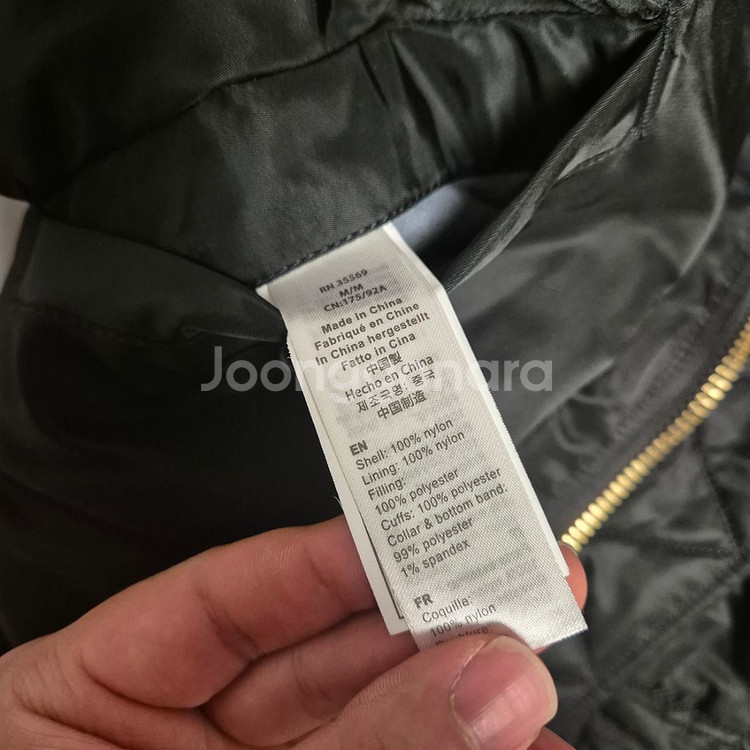 RN 35569
M/M
CN:175/92A
Made in China
Fabriqué en Chine
In China hergestellt
Fatto in Cina
中国製
Hecho en China
제조국명: 중국
中国制造
EN
Shell: 100% nylon
Lining: 100% nylon
Filling:
100% polyester
Cuffs: 100% polyester
Collar & bottom band:
99% polyester
1% spandex
FR
Coquille:
100% nylon
Joongonara